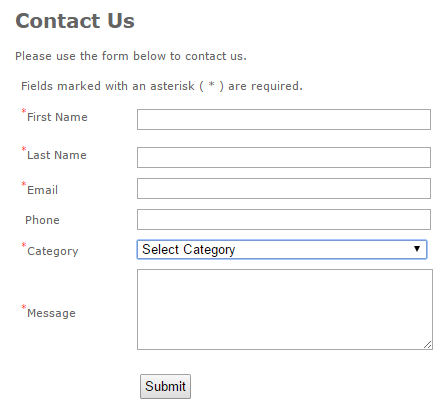 Contact Us
Please use the form below to contact us.
Fields marked with an asterisk ( * ) are required.
*First Name
*Last Name
*Email
Phone
*Category Select Category
*Message
Submit